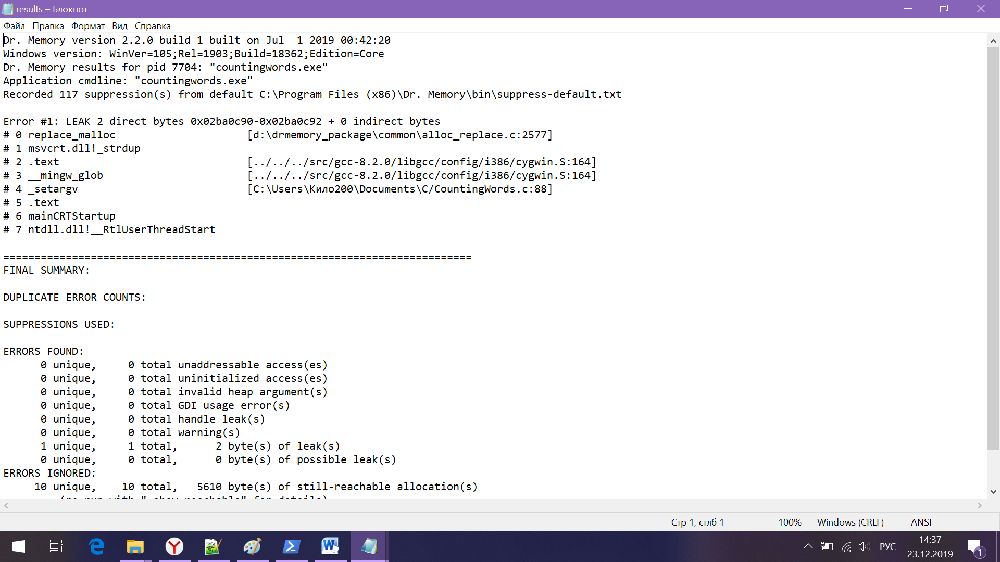 results – Блокнот
Файл Правка Формат Вид Справка
Dr. Memory version 2.2.0 build 1 built on Jul  1 2019 00:42:20
Windows version: WinVer=105;Rel=1903;Build=18362;Edition=Core
Dr. Memory results for pid 7704: "countingwords.exe"
Application cmdline: "countingwords.exe"
Recorded 117 suppression(s) from default C:\Program Files (x86)\Dr. Memory\bin\suppress-default.txt
Error #1: LEAK 2 direct bytes 0x02ba0c90-0x02ba0c92 + 0 indirect bytes
# 0 replace_malloc                     [d:\drmemory_package\common\alloc_replace.c:2577]
# 1 msvcrt.dll!_strdup
# 2 .text                              [../../../src/gcc-8.2.0/libgcc/config/i386/cygwin.S:164]
# 3 __mingw_glob                       [../../../src/gcc-8.2.0/libgcc/config/i386/cygwin.S:164]
# 4 _setargv                           [C:\Users\Кило200\Documents\C/CountingWords.c:88]
# 5 .text
# 6 mainCRTStartup
# 7 ntdll.dll!__RtlUserThreadStart
===========================================================================
FINAL SUMMARY:
DUPLICATE ERROR COUNTS:
SUPPRESSIONS USED:
ERRORS FOUND:
      0 unique,     0 total unaddressable access(es)
      0 unique,     0 total uninitialized access(es)
      0 unique,     0 total invalid heap argument(s)
      0 unique,     0 total GDI usage error(s)
      0 unique,     0 total handle leak(s)
      0 unique,     0 total warning(s)
      1 unique,     1 total,      2 byte(s) of leak(s)
      0 unique,     0 total,      0 byte(s) of possible leak(s)
ERRORS IGNORED:
     10 unique,    10 total,   5610 byte(s) of still-reachable allocation(s)
         (re-run with "-show_reachable" for details)
Стр 1, стлб 1 100% Windows (CRLF) ANSI
РУС 14:37
23.12.2019 1